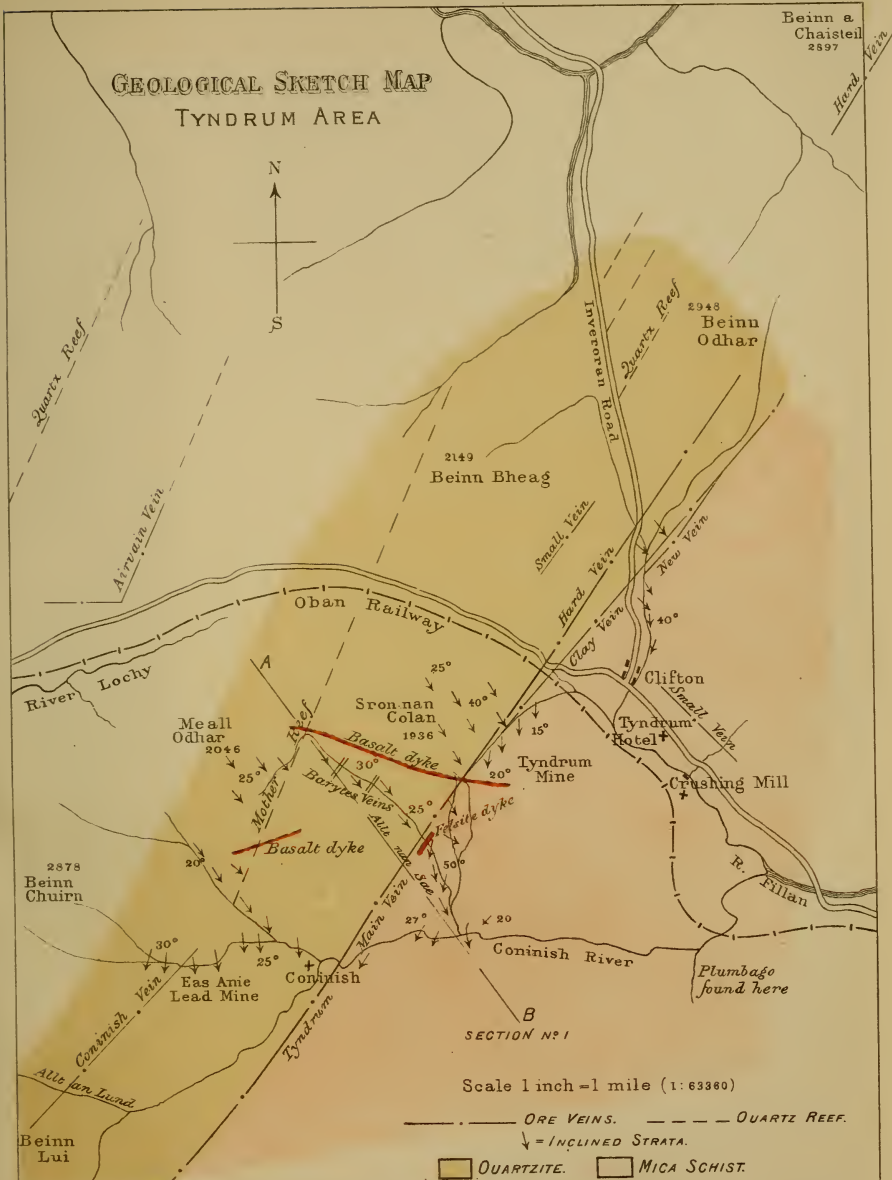 GEOLOGICAL SKETCH MAP
TYNDRUM AREA
Beinn a
Chaisteil
2897
Hard Vein
N
S
Quartz Reef
Airvain Vein
Inveroran Road
Quartz Reef
2948
Beinn
Odhar
2149
Beinn Bheag
Small Vein
Hard Vein
Clay Vein
New Vein
Oban Railway
River Lochy
40°
Clifton
Small Vein
A
Meall
Odhar
2046
25°
Mother Reef
Sron nan
Colan
1936
25°
40°
15°
Basalt dyke
30°
Barytes Veins
25°
20°
Tyndrum
Mine
Tyndrum
Hotel
Crushing Mill
Felsite dyke
Allt nan Sae
50°
Basalt dyke
20°
2878
Beinn
Chuirn
R. Fillan
30°
25°
Eas Anie
Lead Mine
Coninish
27°
20
Coninish River
Plumbago
found here
Coninish Vein
Tyndrum Main Vein
B
SECTION Nº 1
Allt an Lund
Beinn
Lui
Scale 1 inch = 1 mile (1:63360)
ORE VEINS. QUARTZ REEF.
↓ = INCLINED STRATA.
QUARTZITE. MICA SCHIST.